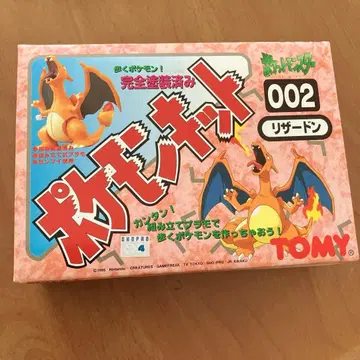 歩くポケモン!
完全塗装済み
ポケットモンスター
002
リザードン
ポケモンキット
カンタン!
組み立てプラモで
歩くポケモンを作っちゃおう!
SHOPRO
4
TOMY